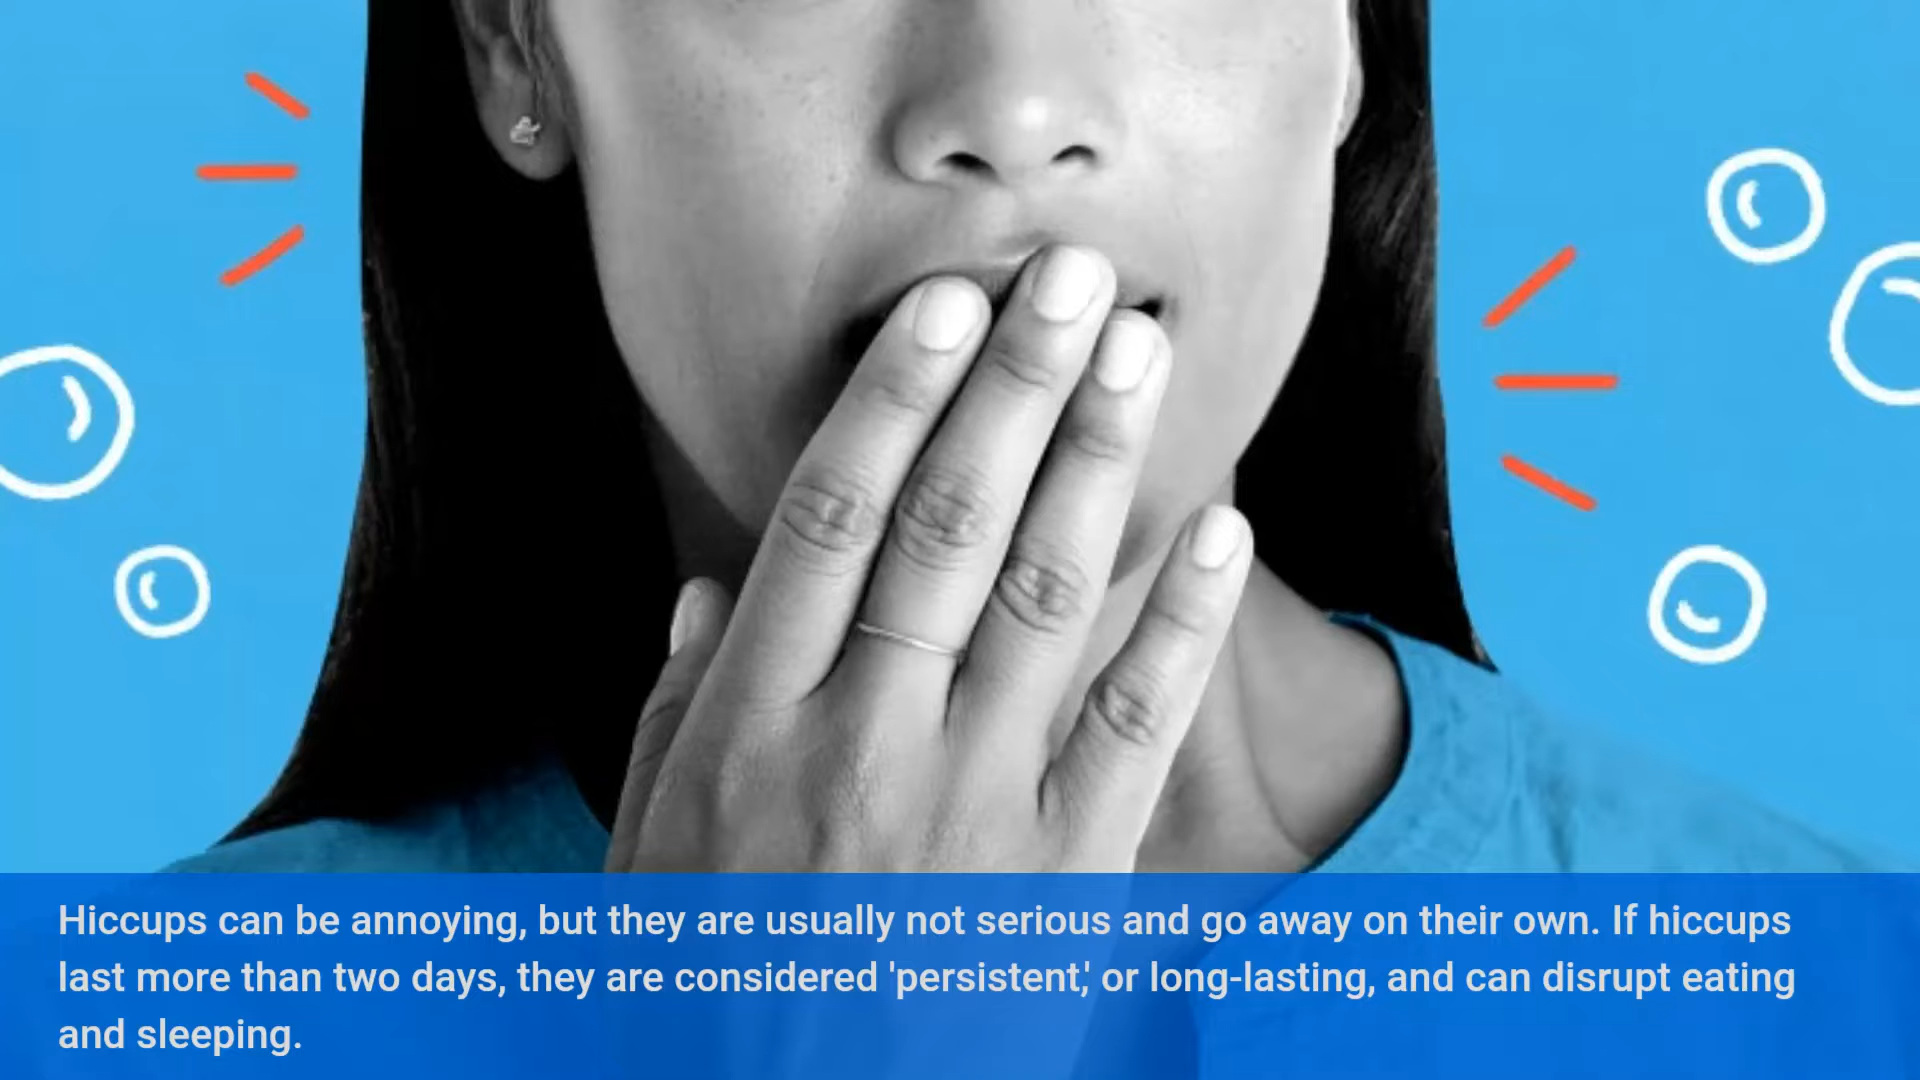 Hiccups can be annoying, but they are usually not serious and go away on their own. If hiccups
last more than two days, they are considered 'persistent,' or long-lasting, and can disrupt eating
and sleeping.